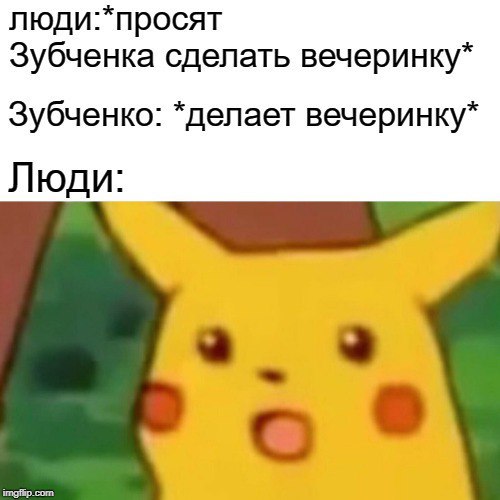 люди:*просят
Зубченка сделать вечеринку*
Зубченко: *делает вечеринку*
Люди:
imgflip.com